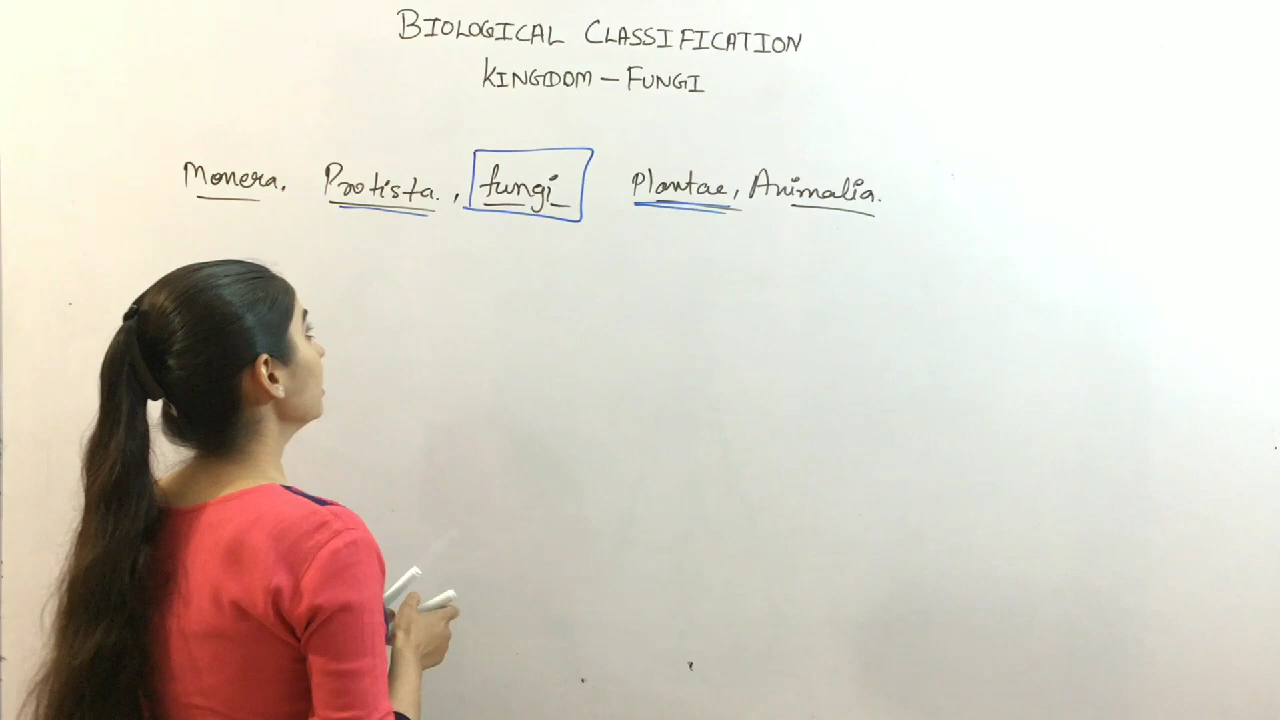 BIOLOGICAL CLASSIFICATION
KINGDOM – FUNGI
Monera. Protista, fungi Plantae, Animalia.